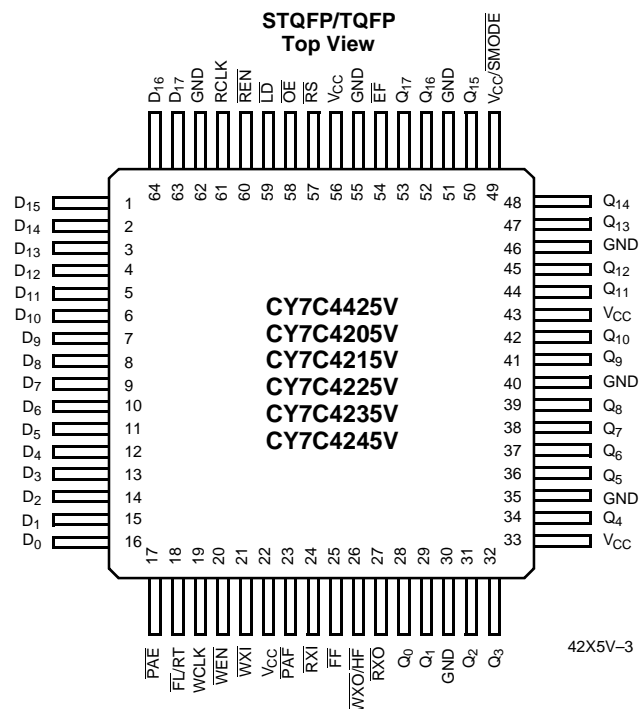 STQFP/TQFP
Top View
D16
D17
GND
RCLK
REN
LD
OE
RS
VCC
GND
EF
Q17
Q16
GND
Q15
VCC/SMODE
64
63
62
61
60
59
58
57
56
55
54
53
52
51
50
49
D15 1
D14 2
D13 3
D12 4
D11 5
D10 6
D9 7
D8 8
D7 9
D6 10
D5 11
D4 12
D3 13
D2 14
D1 15
D0 16
CY7C4425V
CY7C4205V
CY7C4215V
CY7C4225V
CY7C4235V
CY7C4245V
48 Q14
47 Q13
46 GND
45 Q12
44 Q11
43 VCC
42 Q10
41 Q9
40 GND
39 Q8
38 Q7
37 Q6
36 Q5
35 GND
34 Q4
33 VCC
17
18
19
20
21
22
23
24
25
26
27
28
29
30
31
32
PAE
FL/RT
WCLK
WEN
WXI
VCC
PAF
RXI
FF
WXO/HF
RXO
Q0
Q1
GND
Q2
Q3
42X5V–3